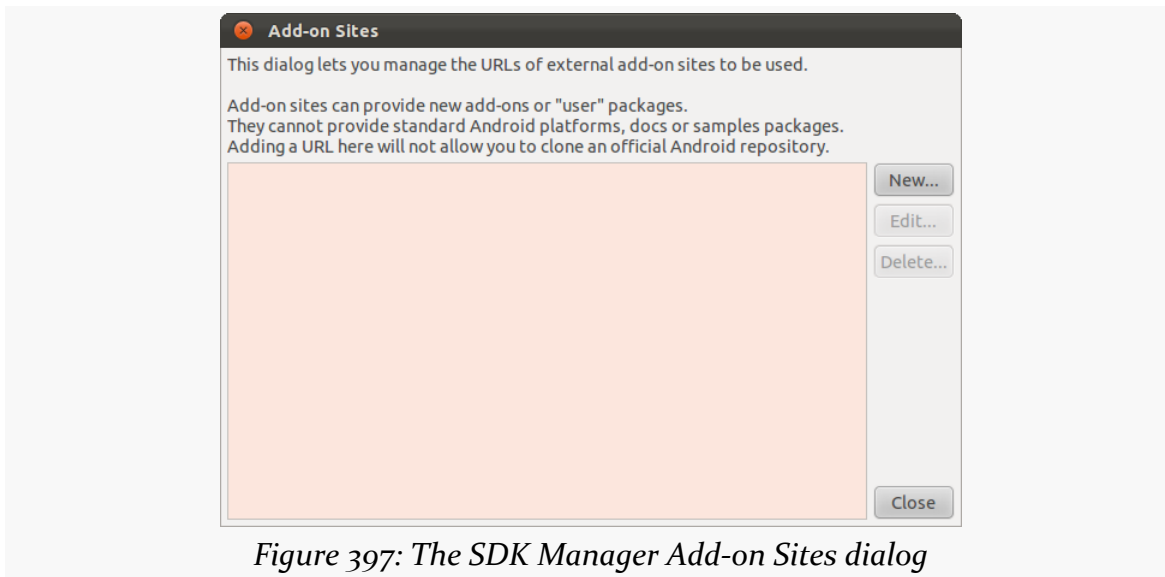 Add-on Sites
This dialog lets you manage the URLs of external add-on sites to be used.
Add-on sites can provide new add-ons or "user" packages.
They cannot provide standard Android platforms, docs or samples packages.
Adding a URL here will not allow you to clone an official Android repository.
New...
Edit...
Delete...
Close
Figure 397: The SDK Manager Add-on Sites dialog